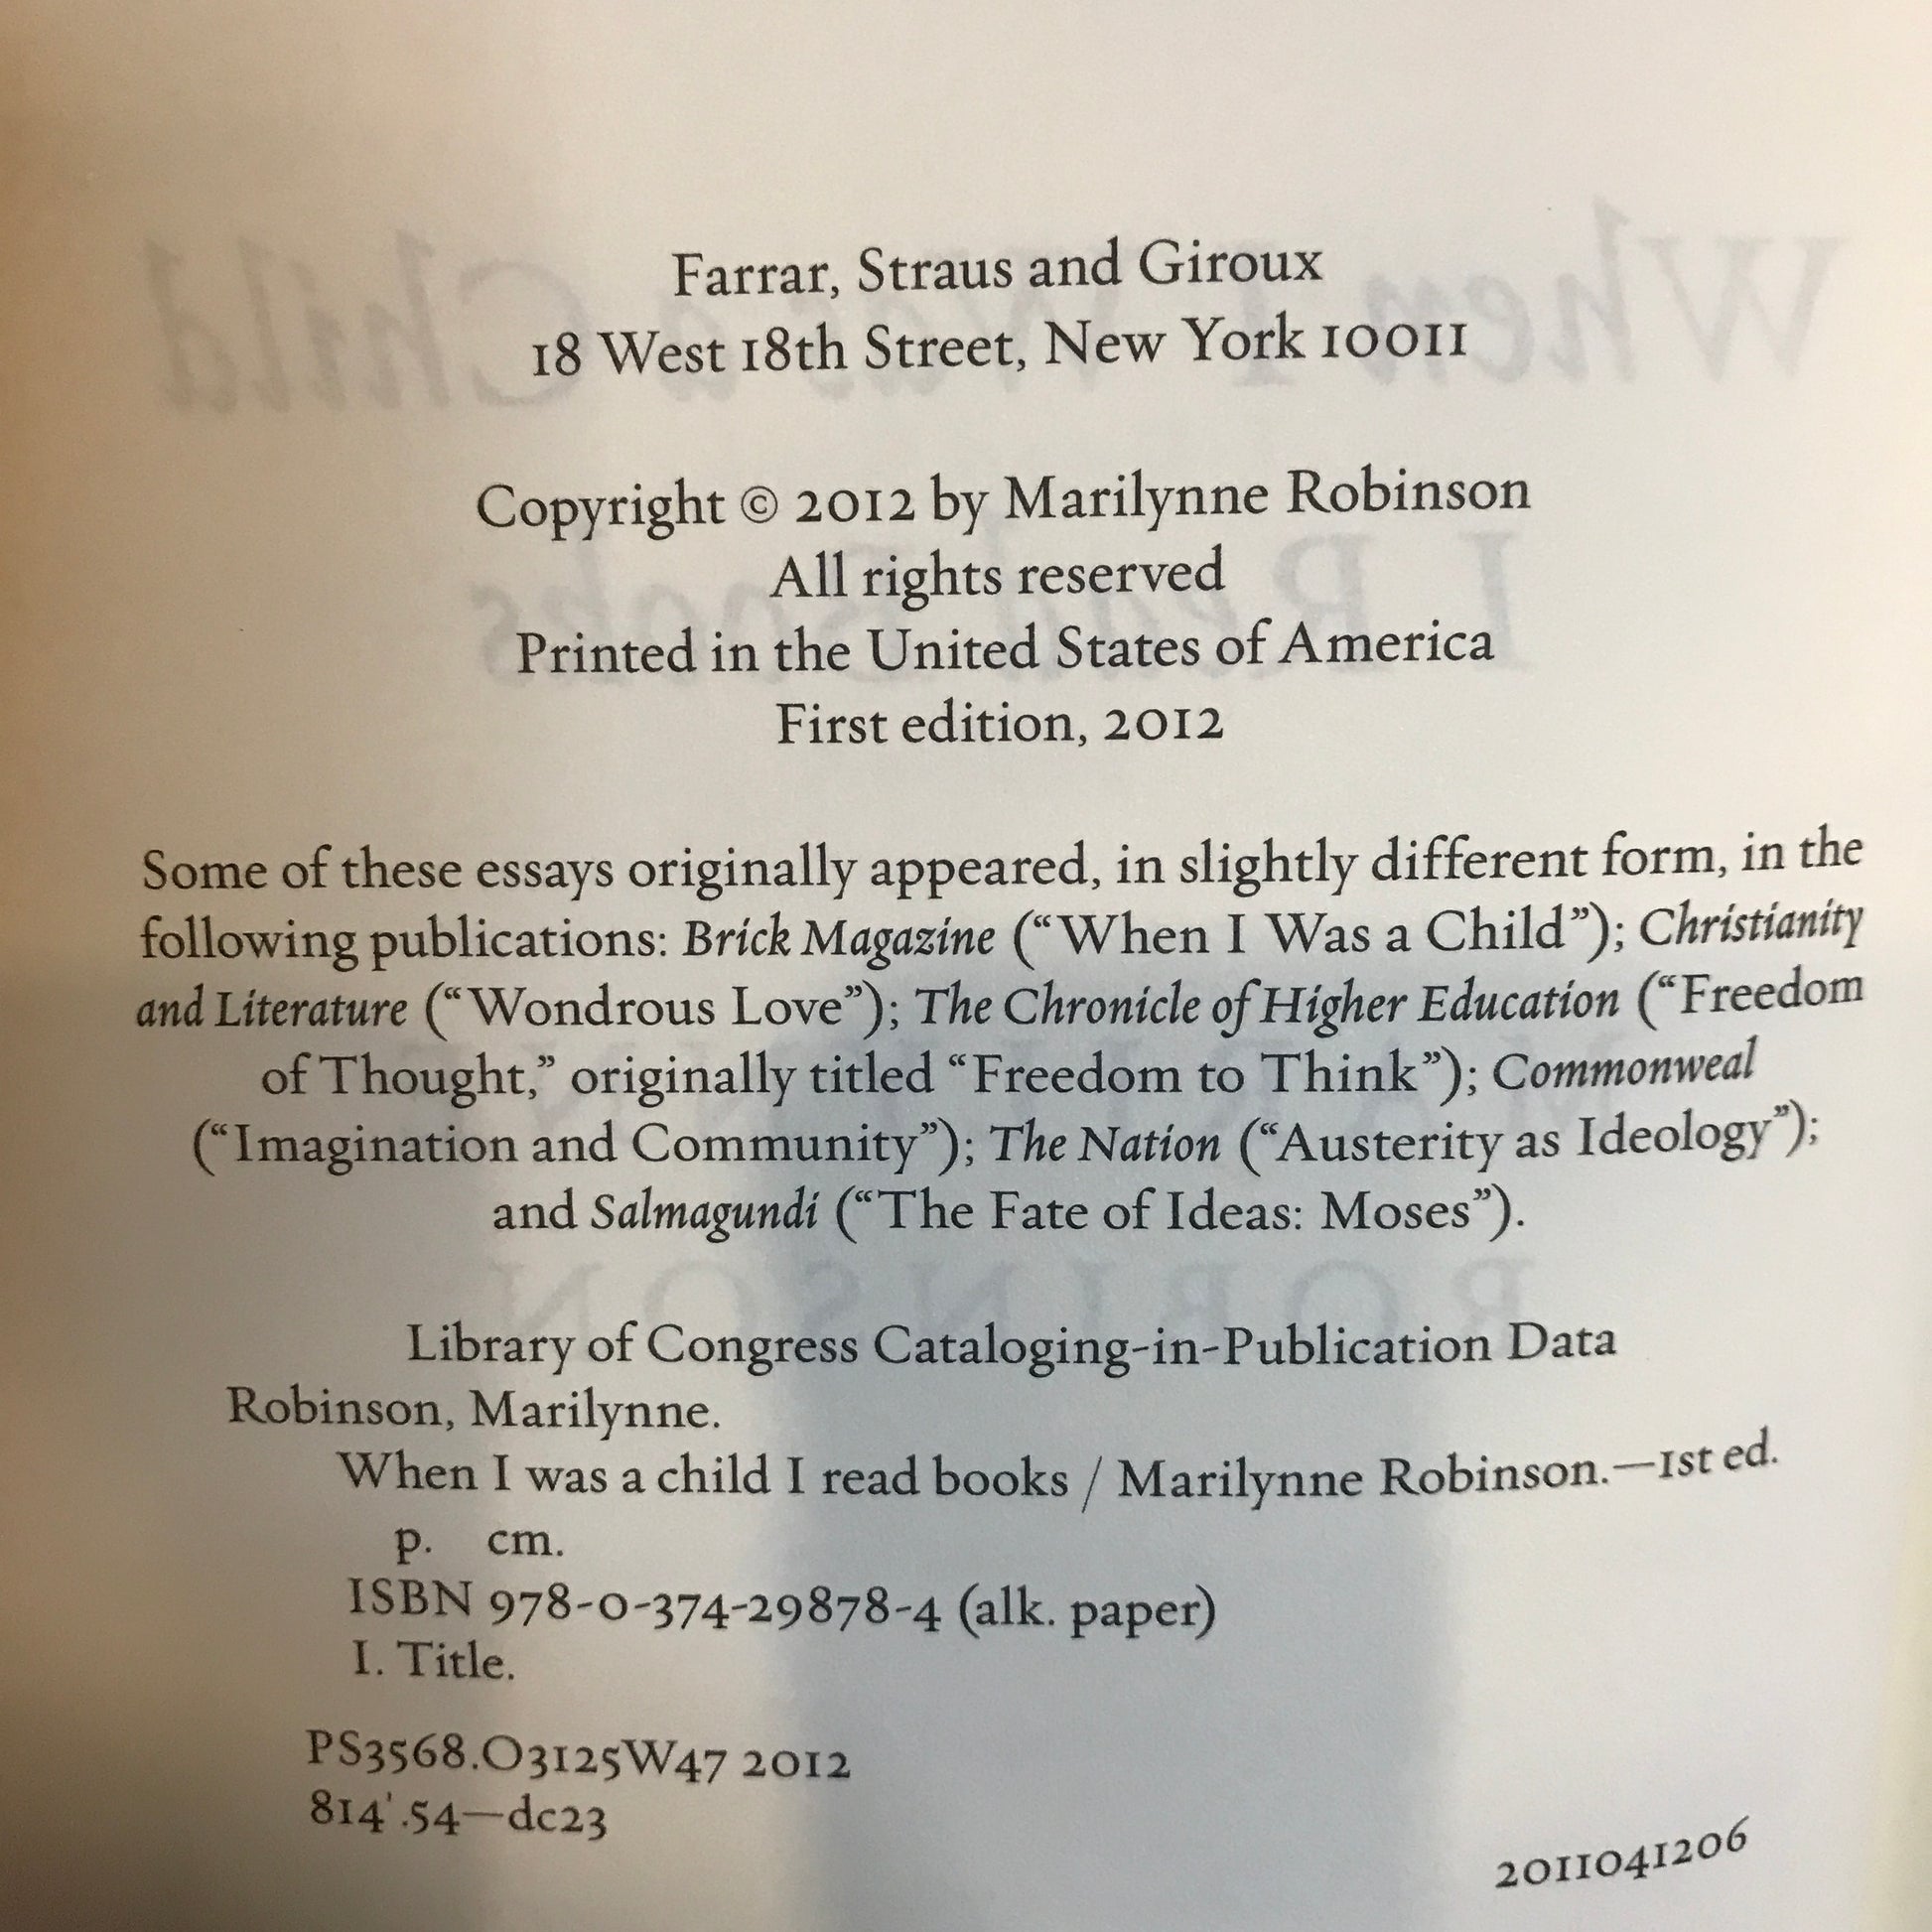 Farrar, Straus and Giroux
18 West 18th Street, New York 10011
Copyright © 2012 by Marilynne Robinson
All rights reserved
Printed in the United States of America
First edition, 2012
Some of these essays originally appeared, in slightly different form, in the
following publications: Brick Magazine (“When I Was a Child”); Christianity
and Literature (“Wondrous Love”); The Chronicle of Higher Education (“Freedom
of Thought,” originally titled “Freedom to Think”); Commonweal
(“Imagination and Community”); The Nation (“Austerity as Ideology”);
and Salmagundi (“The Fate of Ideas: Moses”).
Library of Congress Cataloging-in-Publication Data
Robinson, Marilynne.
When I was a child I read books / Marilynne Robinson.—1st ed.
p. cm.
ISBN 978-0-374-29878-4 (alk. paper)
I. Title.
PS3568.O3125W47 2012
814'.54—dc23
2011041206